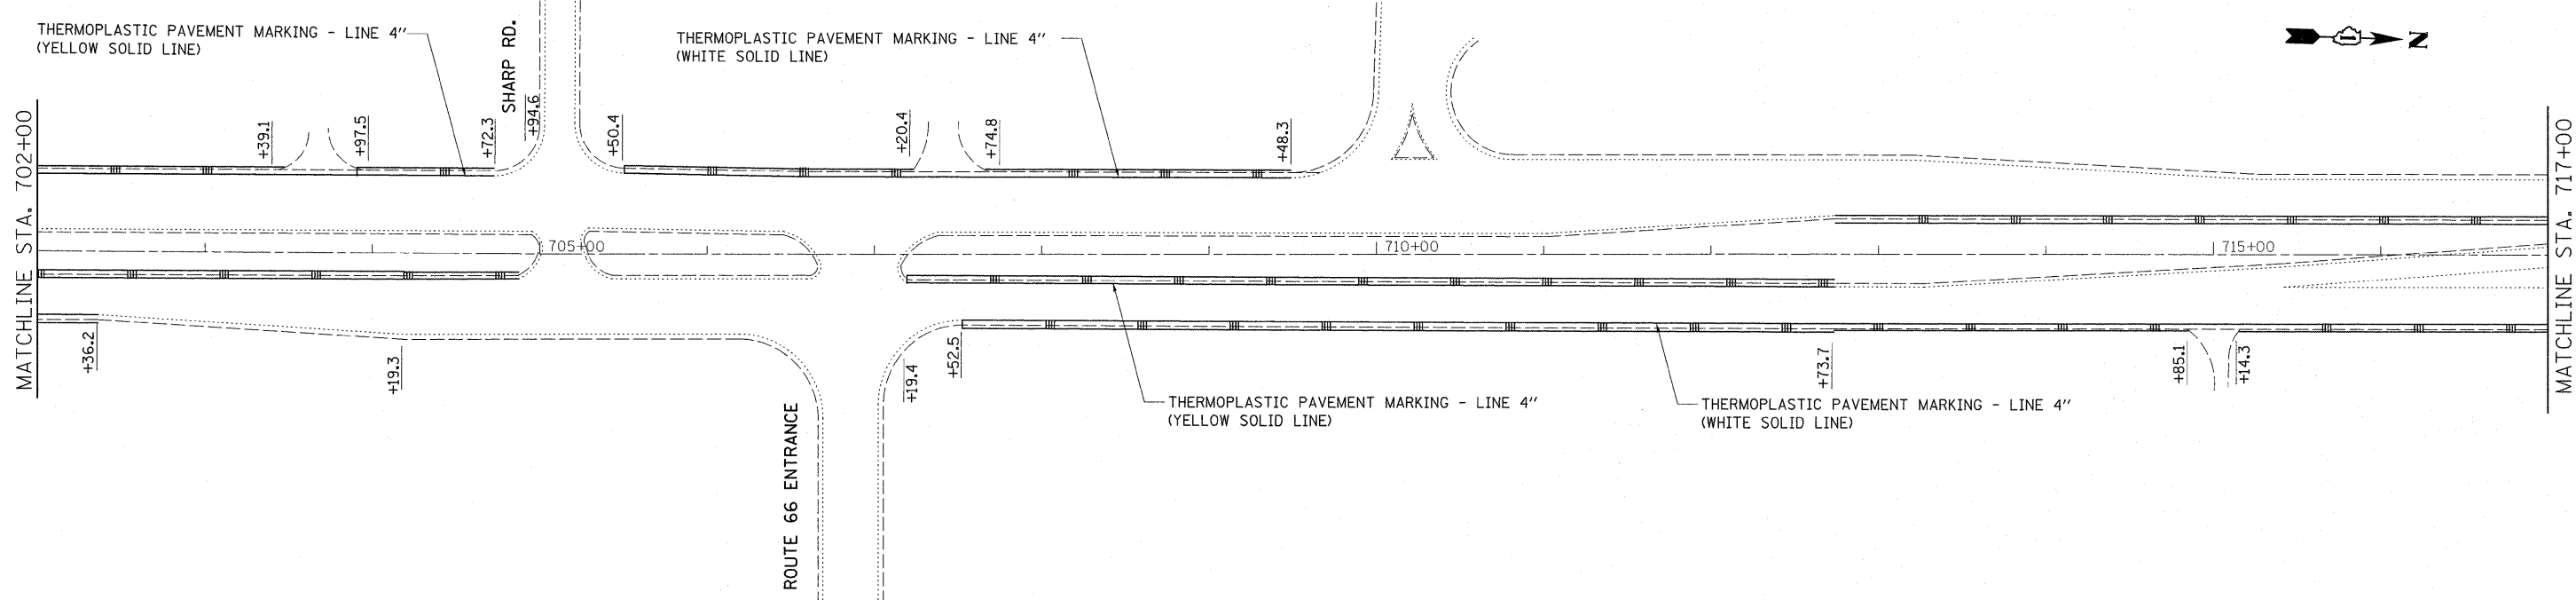 THERMOPLASTIC PAVEMENT MARKING - LINE 4"
(YELLOW SOLID LINE)
SHARP RD.
THERMOPLASTIC PAVEMENT MARKING - LINE 4"
(WHITE SOLID LINE)
N
MATCHLINE STA. 702+00
+39.1
+97.5
+72.3
+94.6
+50.4
+20.4
+74.8
+48.3
MATCHLINE STA. 717+00
705+00
710+00
715+00
+36.2
+19.3
+19.4
+52.5
+73.7
+85.1
+14.3
ROUTE 66 ENTRANCE
THERMOPLASTIC PAVEMENT MARKING - LINE 4"
(YELLOW SOLID LINE)
THERMOPLASTIC PAVEMENT MARKING - LINE 4"
(WHITE SOLID LINE)